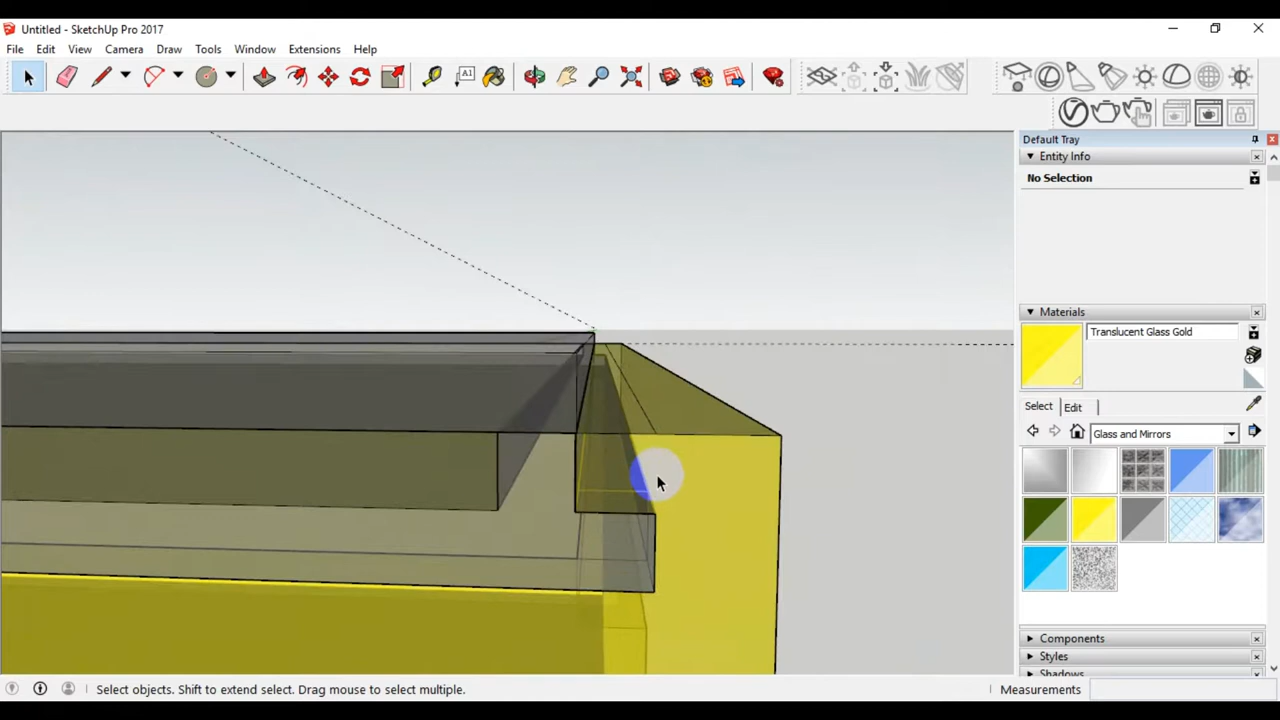 Untitled - SketchUp Pro 2017
File Edit View Camera Draw Tools Window Extensions Help
A1
Default Tray
Entity Info
No Selection
Materials
Translucent Glass Gold
Select Edit
Glass and Mirrors
Components
Styles
Shadows
Select objects. Shift to extend select. Drag mouse to select multiple.
Measurements